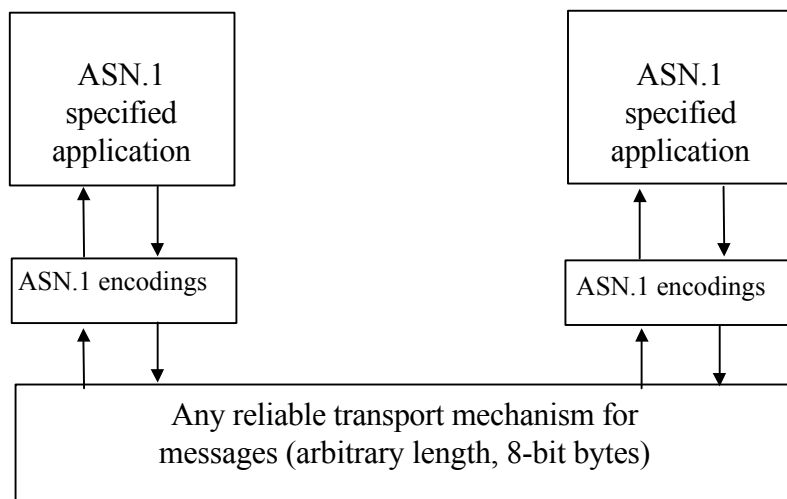 ASN.1
specified
application
ASN.1
specified
application
ASN.1 encodings
ASN.1 encodings
Any reliable transport mechanism for
messages (arbitrary length, 8-bit bytes)